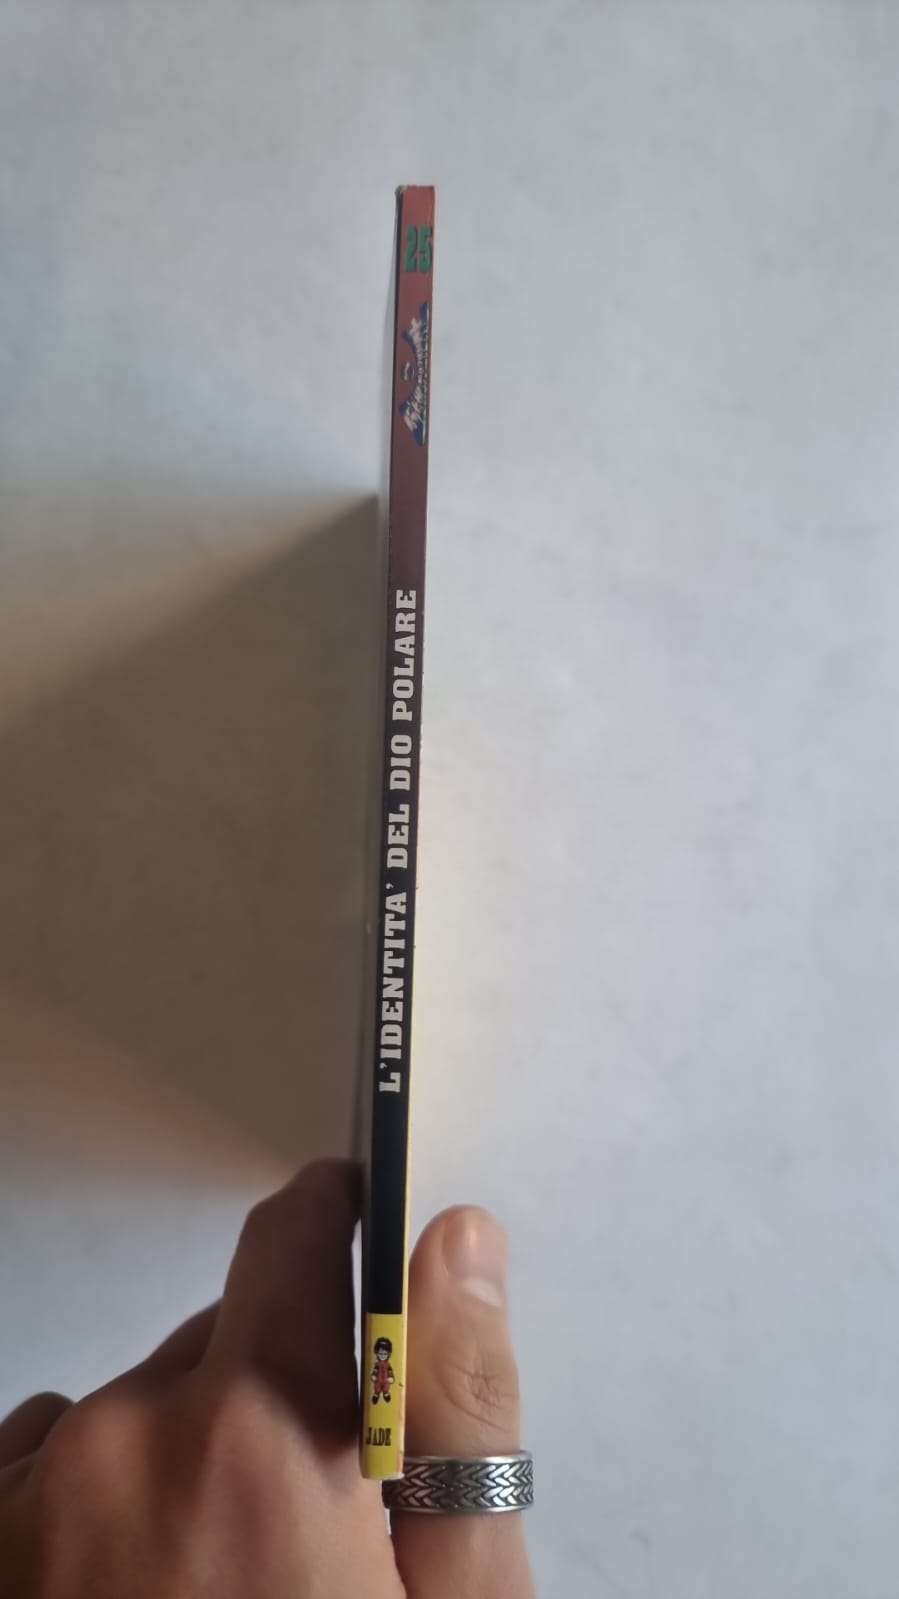 25
L'IDENTITA' DEL DIO POLARE
JADE